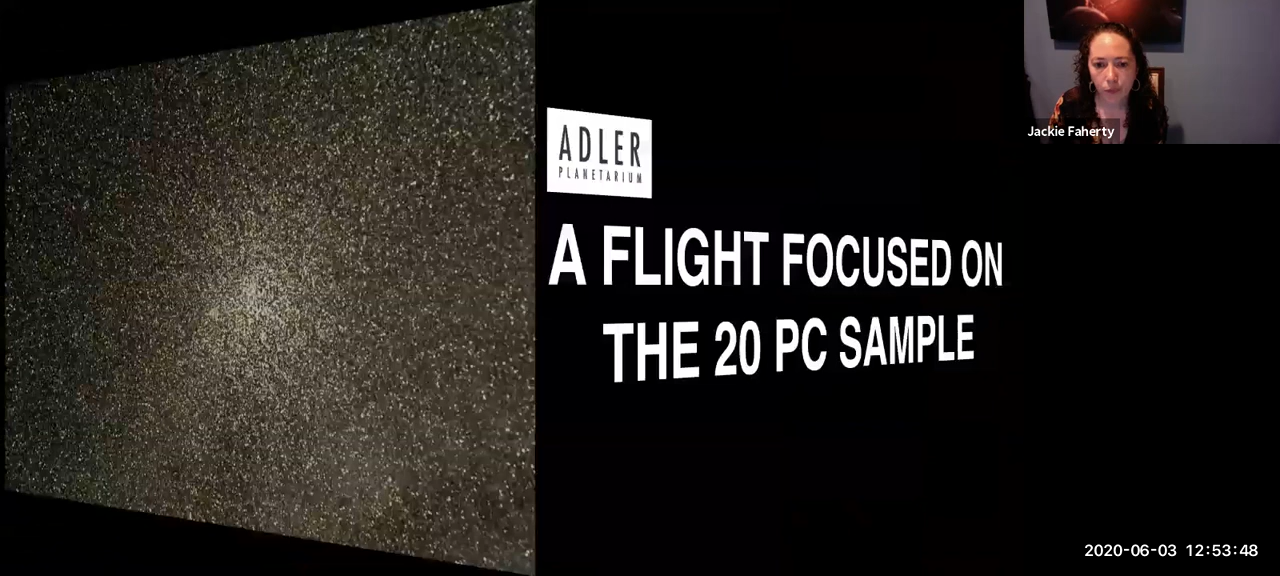 Jackie Faherty
ADLER
PLANETARIUM
A FLIGHT FOCUSED ON
THE 20 PC SAMPLE
2020-06-03 12:53:48